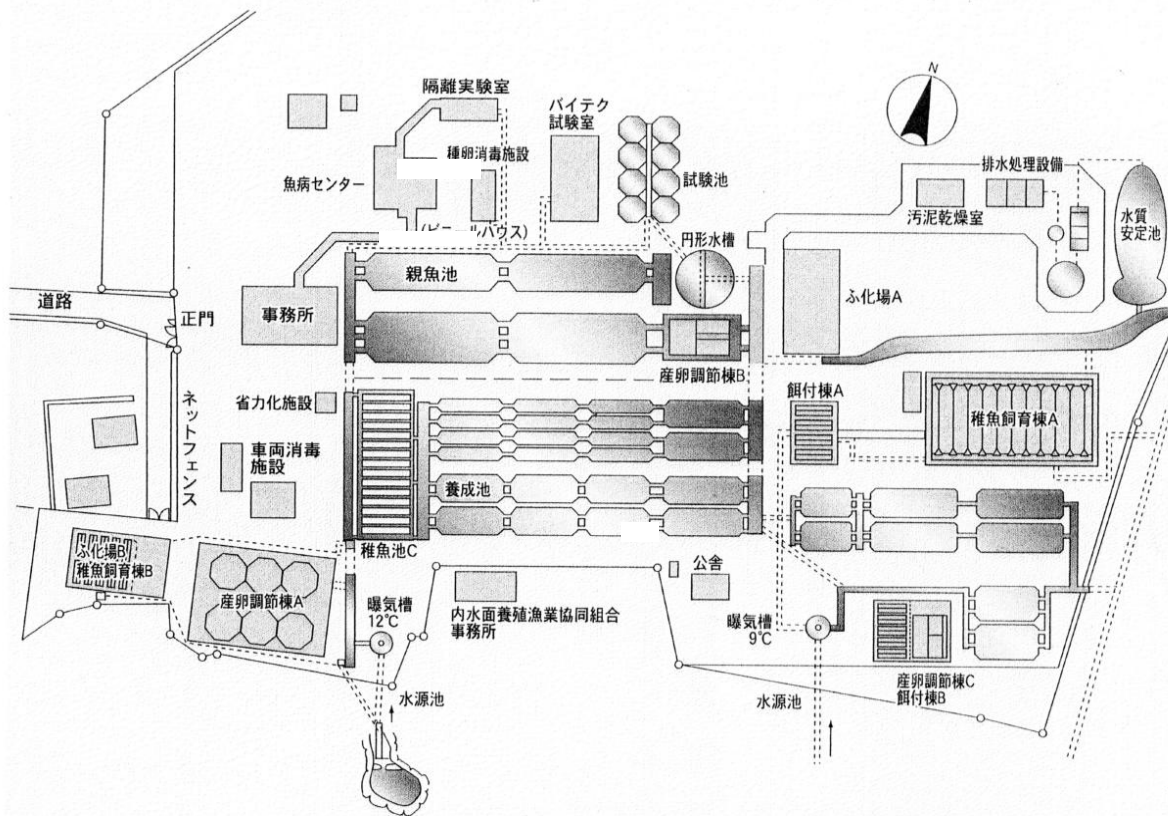 N
隔離実験室
バイテク
試験室
種卵消毒施設
魚病センター
試験池
排水処理設備
汚泥乾燥室
水質
安定池
円形水槽
親魚池
ふ化場A
道路
正門
事務所
産卵調節棟B
餌付棟A
省力化施設
稚魚飼育棟A
ネットフェンス
車両消毒
施設
養成池
稚魚池C
公舎
ふ化場B
稚魚飼育棟B
産卵調節棟A
曝気槽
12℃
内水面養殖漁業協同組合
事務所
曝気槽
9℃
産卵調節棟C
餌付棟B
水源池
水源池